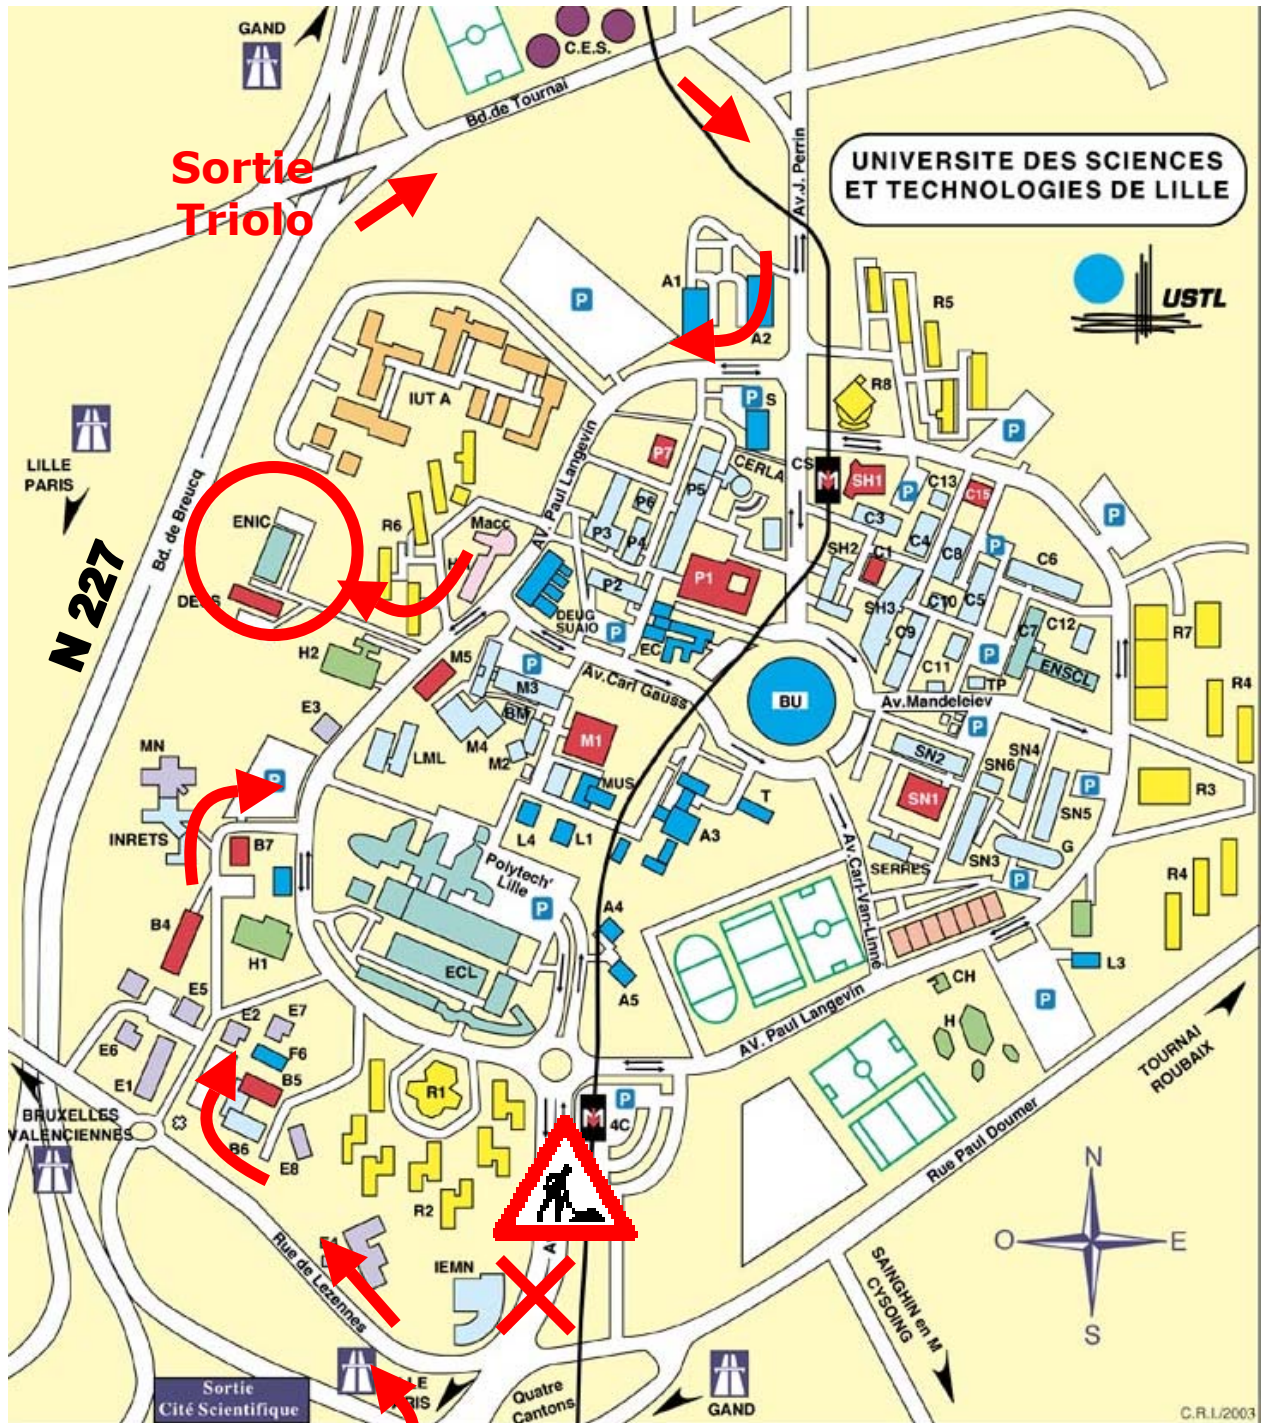 GAND
C.E.S.
Bd.de Tournai
Sortie
Triolo
Av.J. Perrin
UNIVERSITE DES SCIENCES
ET TECHNOLOGIES DE LILLE
USTL
P
A1
A2
R5
IUT A
P
S
R8
P
LILLE
PARIS
Bd. de Breucq
N 227
AV. Paul Langevin
P7
CERLA
CS
SH1
C13
C15
P
P
ENIC
R6
Macc
P6
P5
P3
P4
C3
C4
C8
P
C6
SH2
C1
P2
P1
DEUG
SUAIO
P
EC
SH3
C10
C5
C9
C7
C12
R7
H2
M5
P
M3
Av.Carl Gauss
C11
P
TP
ENSCL
R4
E3
BM
M4
M2
M1
BU
Av.Mandeleiev
P
MN
LML
SN2
SN4
SN6
P
MUS
T
SN1
SN5
R3
INRETS
B7
L4
L1
A3
Polytech'
Lille
P
Av.Carl-Van-Linné
SERRES
SN3
G
P
R4
B4
H1
A4
A5
ECL
L3
P
E5
E2
E7
CH
AV. Paul Langevin
H
E6
F6
E1
B5
R1
P
4C
TOURNAI
ROUBAIX
BRUXELLES
VALENCIENNES
B6
E8
Rue Paul Doumer
R2
N
O
E
S
Rue de Lezennes
IEMN
SAINGHIN en M
CYSOING
Sortie
Cité Scientifique
Quatre
Cantons
GAND
C.R.I./2003